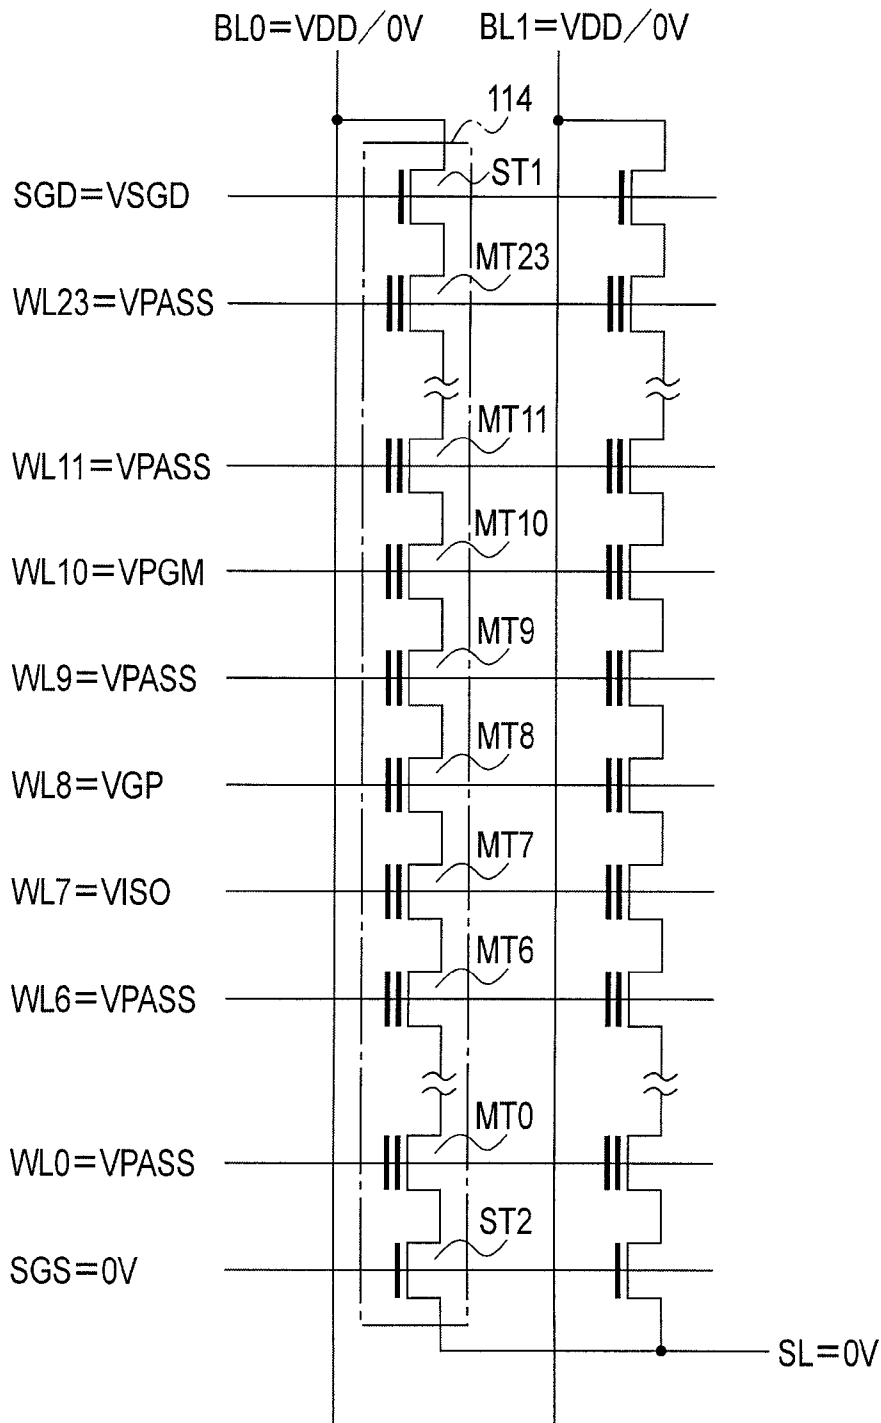 BL0=VDD/0V BL1=VDD/0V
114
SGD=VSGD ST1
WL23=VPASS MT23
WL11=VPASS MT11
WL10=VPGM MT10
WL9=VPASS MT9
WL8=VGP MT8
WL7=VISO MT7
WL6=VPASS MT6
WL0=VPASS MT0
SGS=0V ST2
SL=0V